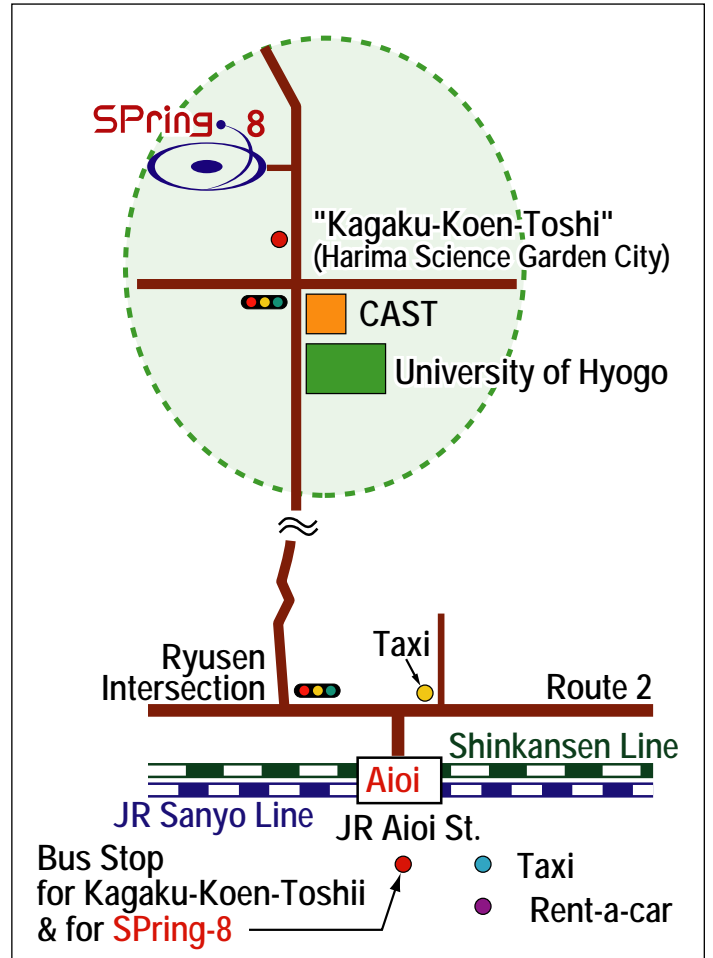 SPring-8
"Kagaku-Koen-Toshi"
(Harima Science Garden City)
CAST
University of Hyogo
Taxi
Ryusen
Intersection
Route 2
Shinkansen Line
Aioi
JR Sanyo Line
JR Aioi St.
Bus Stop
for Kagaku-Koen-Toshii
& for SPring-8
Taxi
Rent-a-car